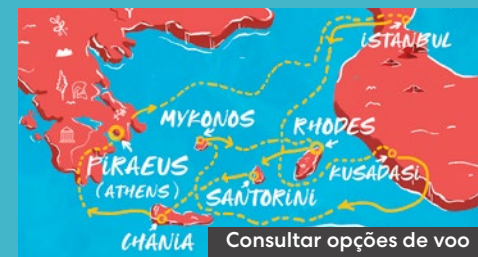 iSTANBUL
MYKONOS
RHODES
PiRAEUS
(ATHENS)
KUSADASI
SANTORiNi
CHANIA
Consultar opções de voo